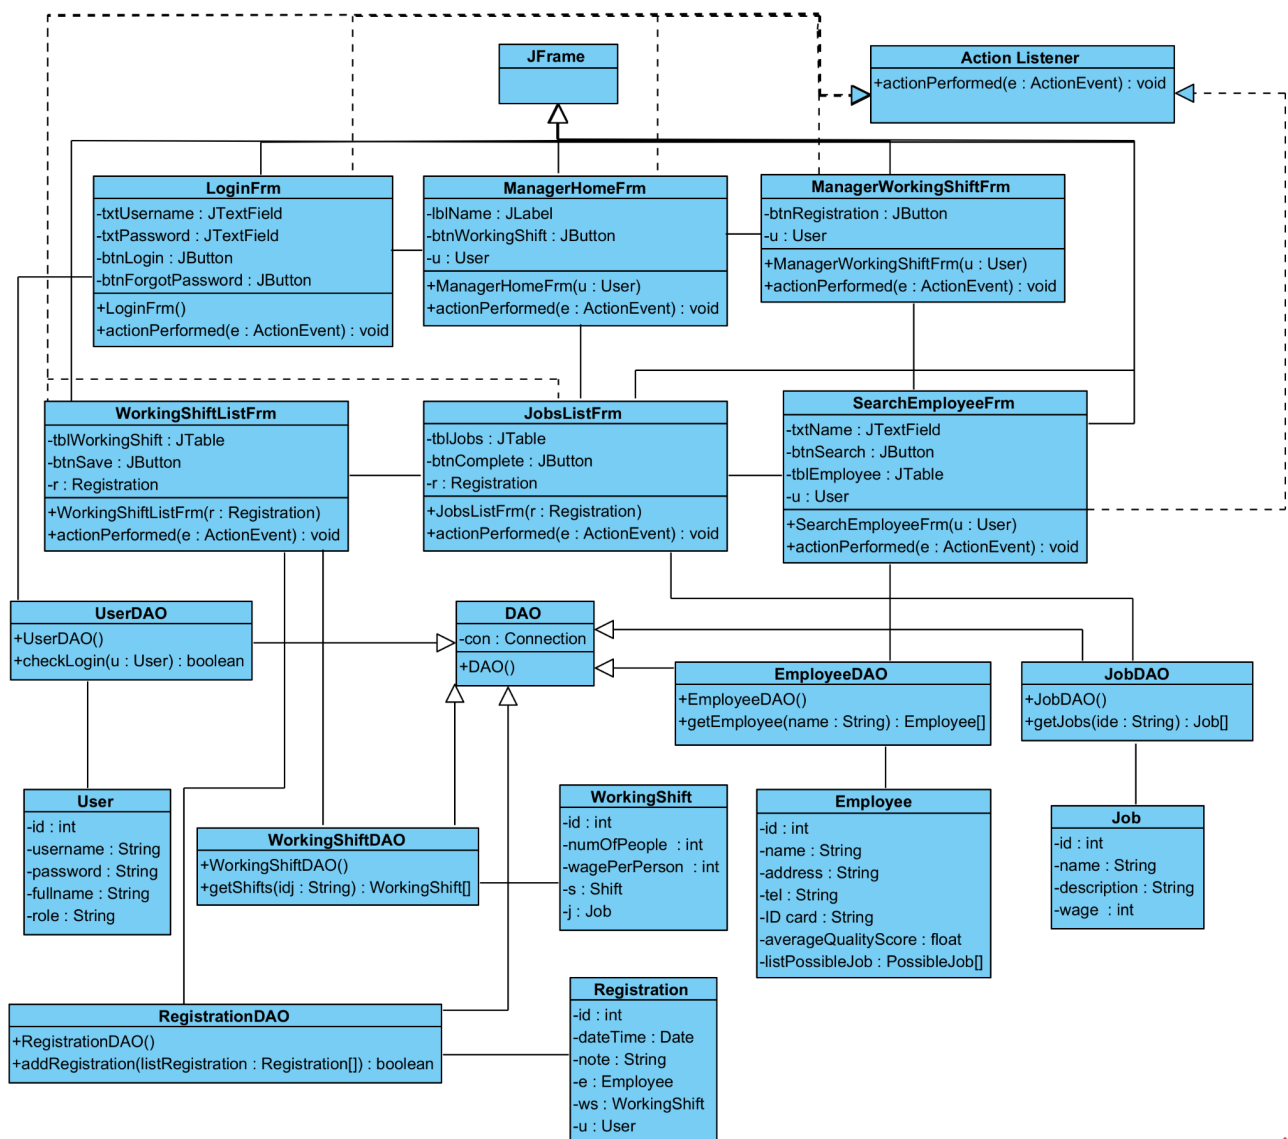 JFrame
Action Listener
+actionPerformed(e : ActionEvent) : void
LoginFrm
-txtUsername : JTextField
-txtPassword : JTextField
-btnLogin : JButton
-btnForgotPassword : JButton
+LoginFrm()
+actionPerformed(e : ActionEvent) : void
ManagerHomeFrm
-lblName : JLabel
-btnWorkingShift : JButton
-u : User
+ManagerHomeFrm(u : User)
+actionPerformed(e : ActionEvent) : void
ManagerWorkingShiftFrm
-btnRegistration : JButton
-u : User
+ManagerWorkingShiftFrm(u : User)
+actionPerformed(e : ActionEvent) : void
WorkingShiftListFrm
-tblWorkingShift : JTable
-btnSave : JButton
-r : Registration
+WorkingShiftListFrm(r : Registration)
+actionPerformed(e : ActionEvent) : void
JobsListFrm
-tblJobs : JTable
-btnComplete : JButton
-r : Registration
+JobsListFrm(r : Registration)
+actionPerformed(e : ActionEvent) : void
SearchEmployeeFrm
-txtName : JTextField
-btnSearch : JButton
-tblEmployee : JTable
-u : User
+SearchEmployeeFrm(u : User)
+actionPerformed(e : ActionEvent) : void
UserDAO
+UserDAO()
+checkLogin(u : User) : boolean
DAO
-con : Connection
+DAO()
EmployeeDAO
+EmployeeDAO()
+getEmployee(name : String) : Employee[]
JobDAO
+JobDAO()
+getJobs(ide : String) : Job[]
User
-id : int
-username : String
-password : String
-fullname : String
-role : String
WorkingShiftDAO
+WorkingShiftDAO()
+getShifts(idj : String) : WorkingShift[]
WorkingShift
-id : int
-numOfPeople : int
-wagePerPerson : int
-s : Shift
-j : Job
Employee
-id : int
-name : String
-address : String
-tel : String
-ID card : String
-averageQualityScore : float
-listPossibleJob : PossibleJob[]
Job
-id : int
-name : String
-description : String
-wage : int
RegistrationDAO
+RegistrationDAO()
+addRegistration(listRegistration : Registration[]) : boolean
Registration
-id : int
-dateTime : Date
-note : String
-e : Employee
-ws : WorkingShift
-u : User